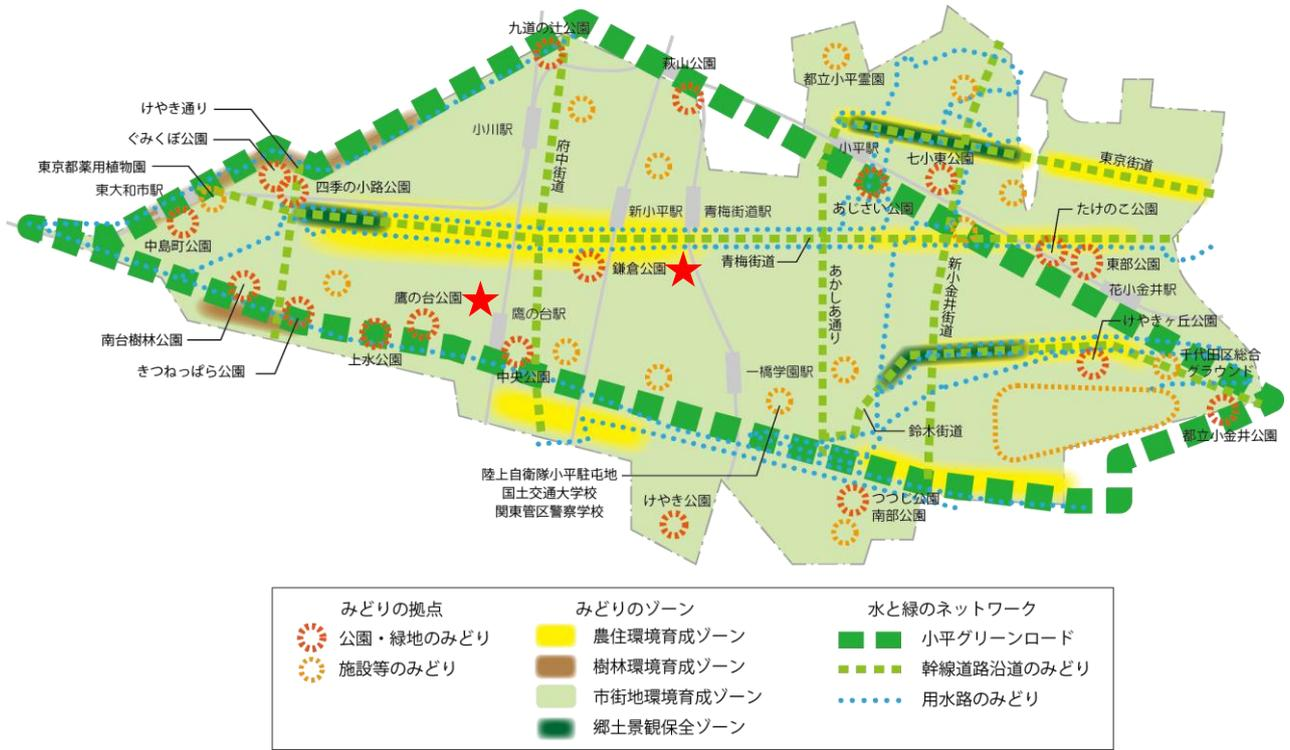 九道の辻公園
萩山公園
都立小平霊園
けやき通り
小川駅
府中街道
ぐみくぼ公園
小平駅
七小東公園
東京街道
東京都薬用植物園
東大和市駅
四季の小路公園
新小平駅
青梅街道駅
あじさい公園
たけのこ公園
中島町公園
鎌倉公園
青梅街道
新小金井街道
東部公園
あかしあ通り
花小金井駅
鷹の台公園
鷹の台駅
けやきヶ丘公園
南台樹林公園
上水公園
千代田区総合
グラウンド
きつねっぱら公園
中央公園
一橋学園駅
鈴木街道
都立小金井公園
陸上自衛隊小平駐屯地
国土交通大学校
関東管区警察学校
けやき公園
つつじ公園
南部公園
みどりの拠点
公園・緑地のみどり
施設等のみどり
みどりのゾーン
農住環境育成ゾーン
樹林環境育成ゾーン
市街地環境育成ゾーン
郷土景観保全ゾーン
水と緑のネットワーク
小平グリーンロード
幹線道路沿道のみどり
用水路のみどり